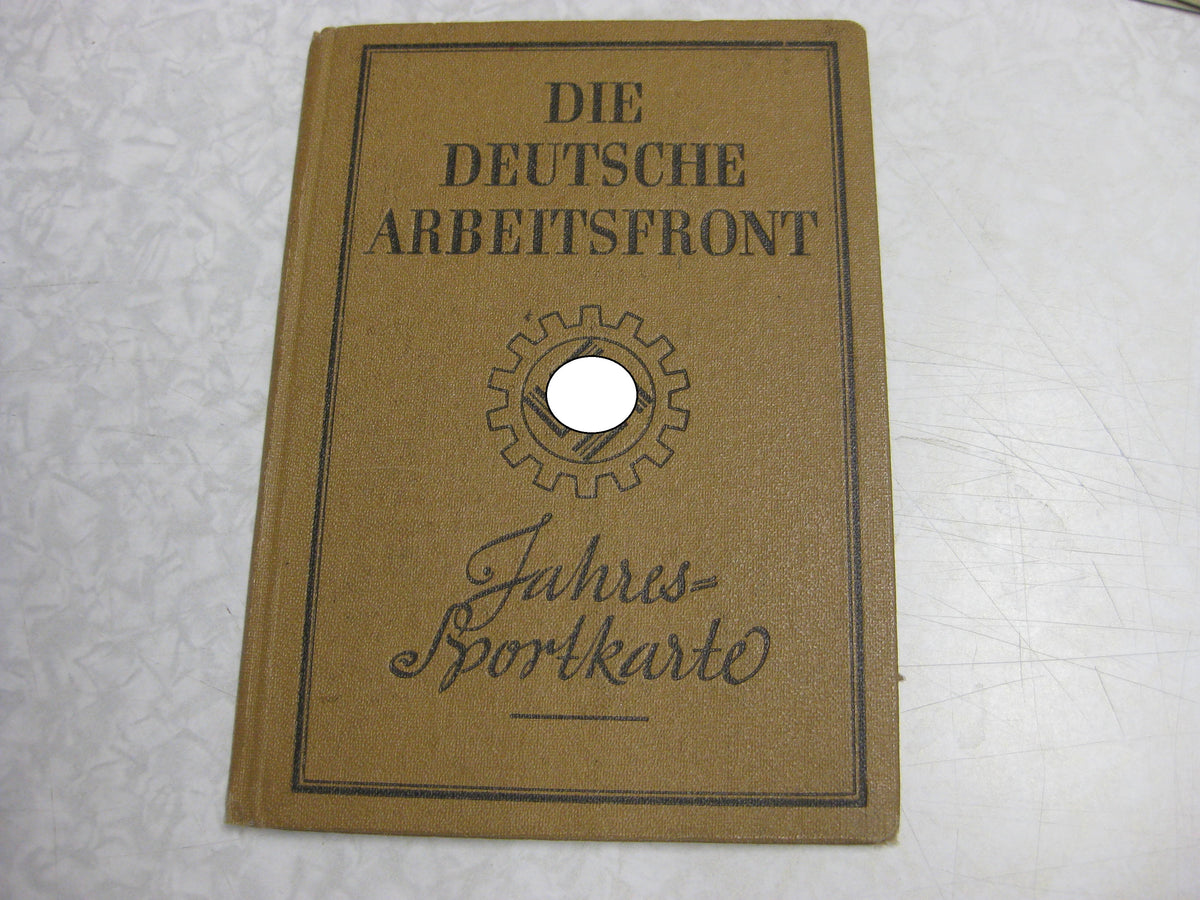 DIE
DEUTSCHE
ARBEITSFRONT
Jahres=
Sportkarte